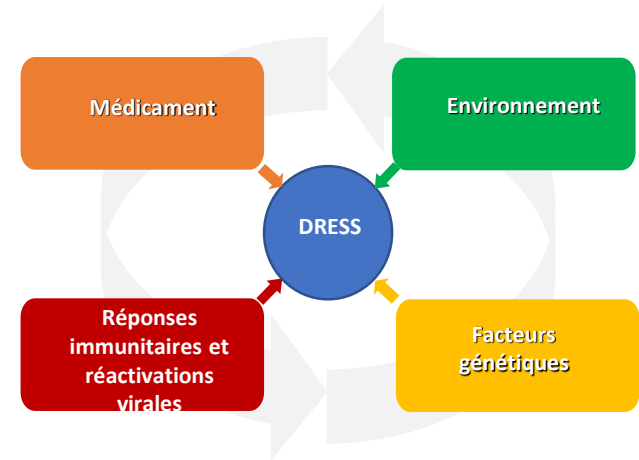 Médicament
Environnement
DRESS
Réponses
immunitaires et
réactivations
virales
Facteurs
génétiques